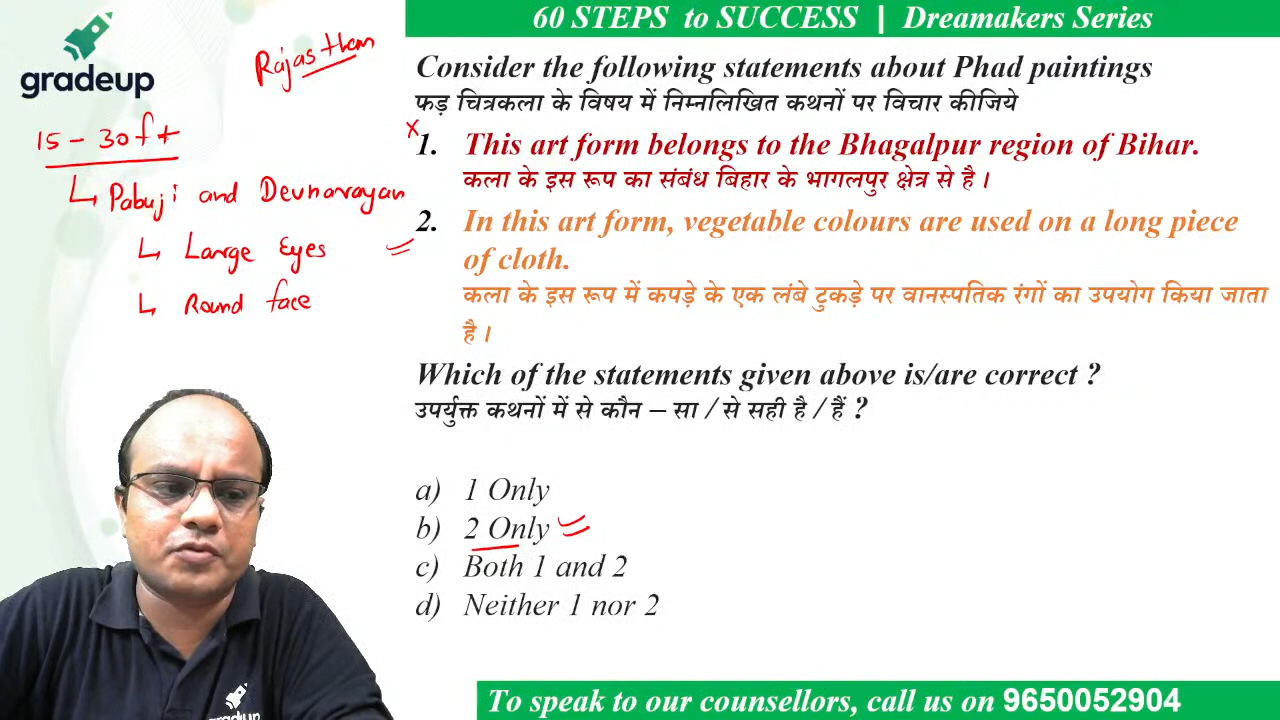 60 STEPS to SUCCESS | Dreamakers Series
gradeup
Rajasthan
15 - 30 ft
↳ Pabuji and Devnarayan
↳ Large Eyes
↳ Round face
Consider the following statements about Phad paintings
फड़ चित्रकला के विषय में निम्नलिखित कथनों पर विचार कीजिये
x
1. This art form belongs to the Bhagalpur region of Bihar.
कला के इस रूप का संबंध बिहार के भागलपुर क्षेत्र से है ।
2. In this art form, vegetable colours are used on a long piece
of cloth.
कला के इस रूप में कपड़े के एक लंबे टुकड़े पर वानस्पतिक रंगों का उपयोग किया जाता
है ।
Which of the statements given above is/are correct ?
उपर्युक्त कथनों में से कौन – सा / से सही है / हैं ?
a) 1 Only
b) 2 Only
c) Both 1 and 2
d) Neither 1 nor 2
gradeup
To speak to our counsellors, call us on 9650052904